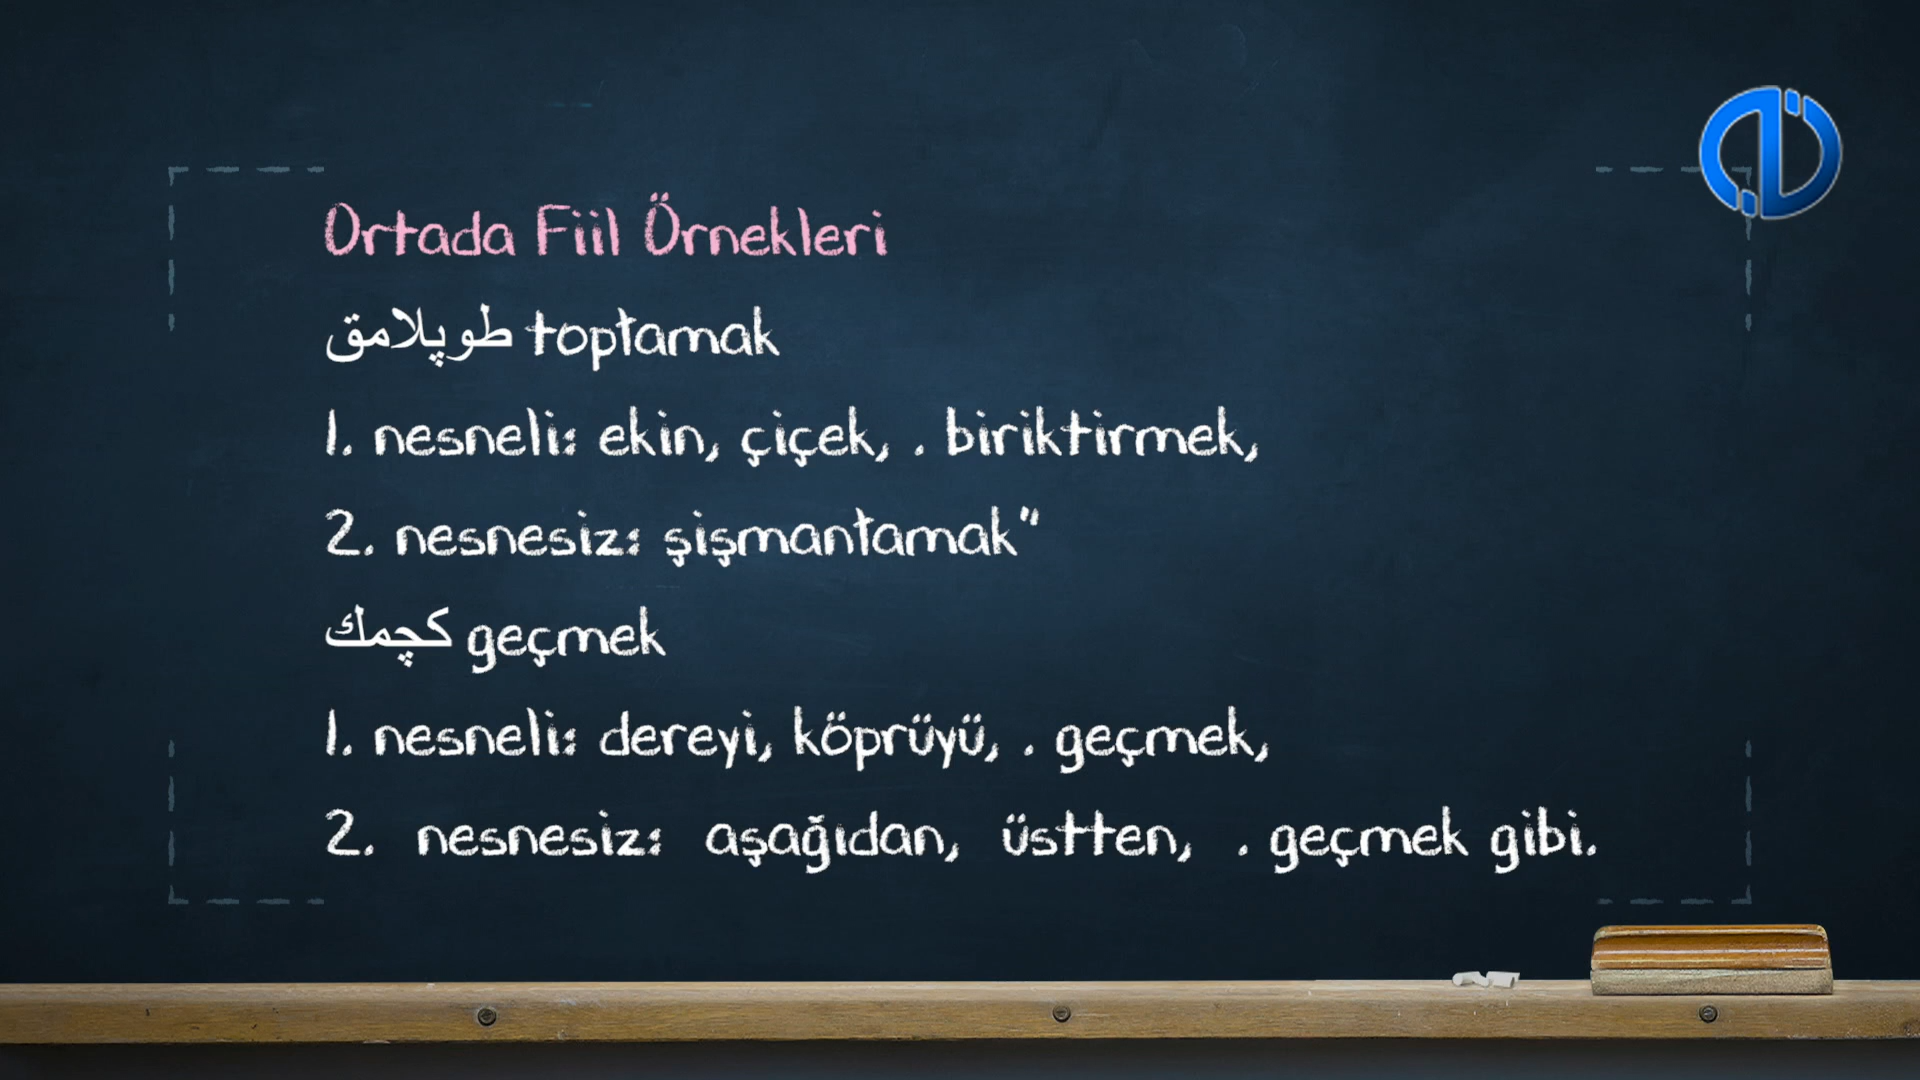 Ortada Fiil Örnekleri
طوپلامق toplamak
1. nesneli: ekin, çiçek, . biriktirmek,
2. nesnesiz: şişmanlamak"
كچمك geçmek
1. nesneli: dereyi, köprüyü, . geçmek,
2. nesnesiz: aşağıdan, üstten, . geçmek gibi.